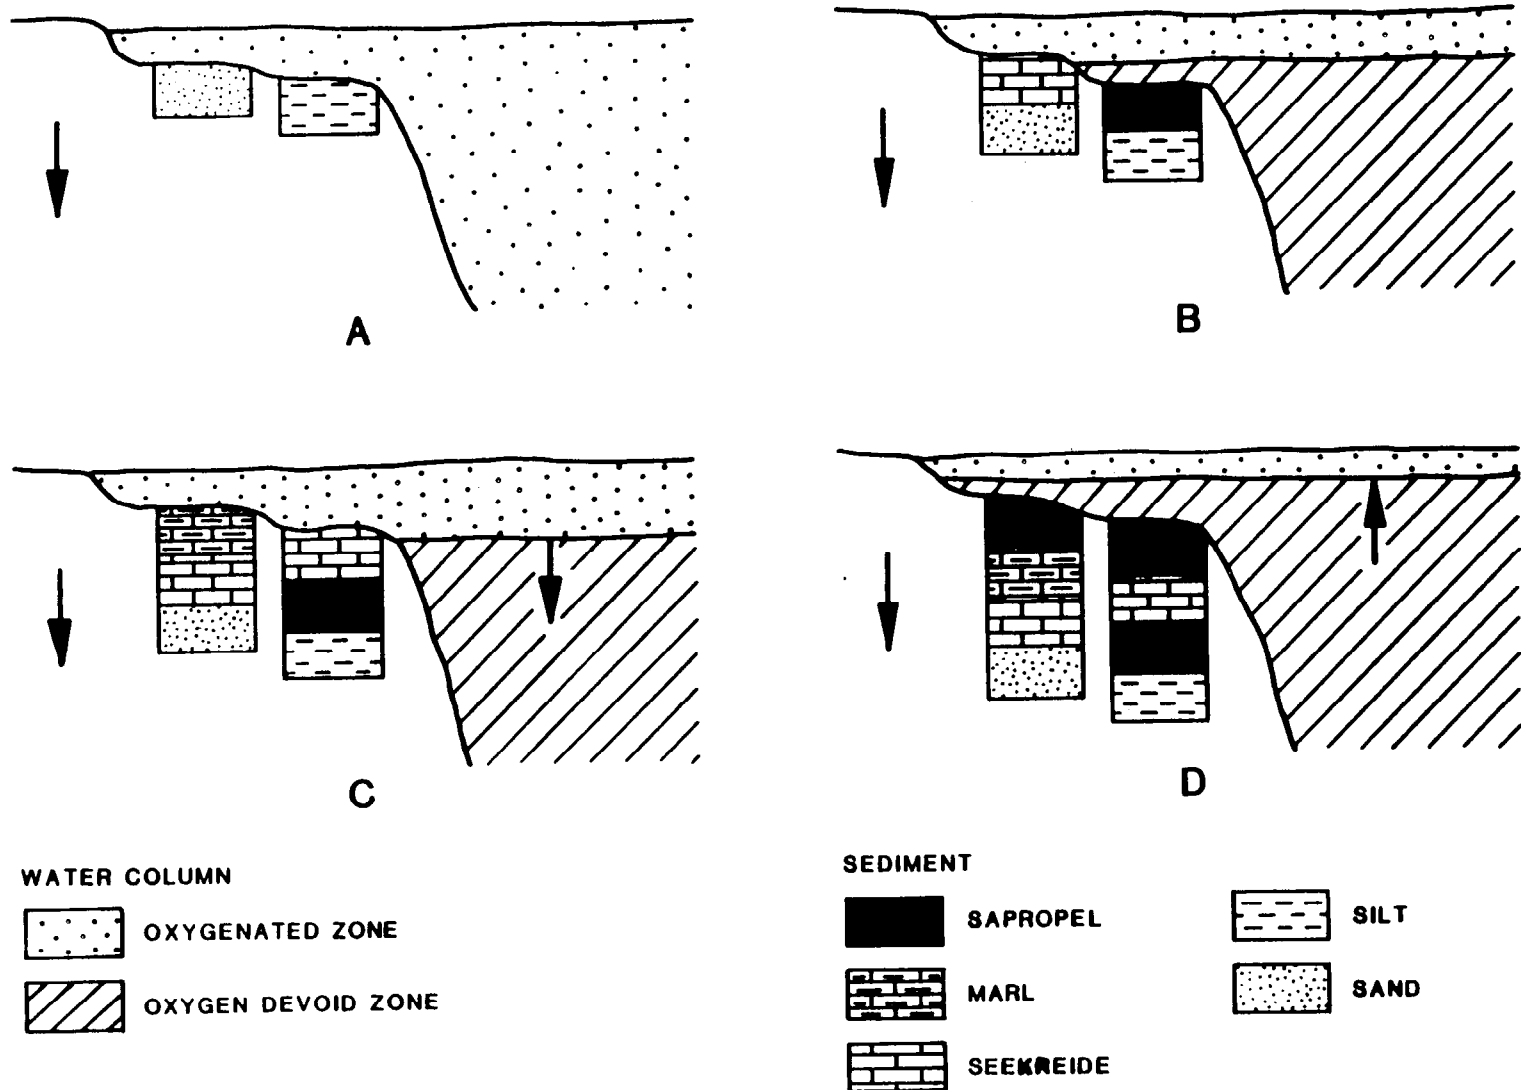 A
B
C
D
WATER COLUMN
OXYGENATED ZONE
OXYGEN DEVOID ZONE
SEDIMENT
SAPROPEL
MARL
SEEKREIDE
SILT
SAND